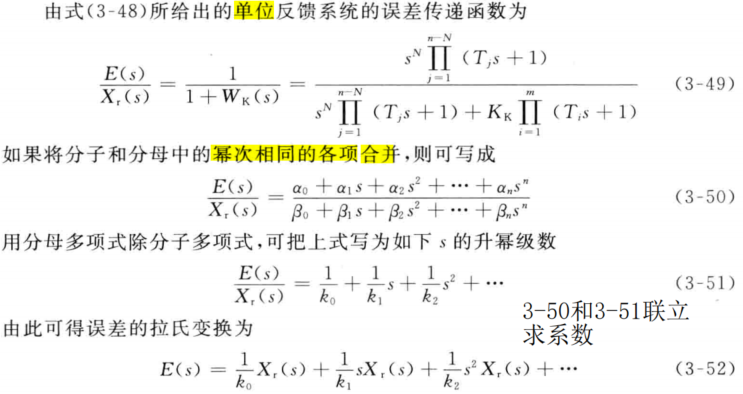 由式(3-48)所给出的单位反馈系统的误差传递函数为
E(s)/X_r(s) = 1/(1+W_K(s)) = s^N ∏_{j=1}^{n-N} (T_j s+1) / (s^N ∏_{j=1}^{n-N} (T_j s+1) + K_K ∏_{i=1}^{m} (T_i s+1)) (3-49)
如果将分子和分母中的幂次相同的各项合并,则可写成
E(s)/X_r(s) = (α_0+α_1 s+α_2 s^2+⋯+α_n s^n)/(β_0+β_1 s+β_2 s^2+⋯+β_n s^n) (3-50)
用分母多项式除分子多项式,可把上式写为如下 s 的升幂级数
E(s)/X_r(s) = 1/k_0 + 1/k_1 s + 1/k_2 s^2 + ⋯ (3-51)
3-50和3-51联立
求系数
由此可得误差的拉氏变换为
E(s) = 1/k_0 X_r(s) + 1/k_1 sX_r(s) + 1/k_2 s^2 X_r(s) + ⋯ (3-52)